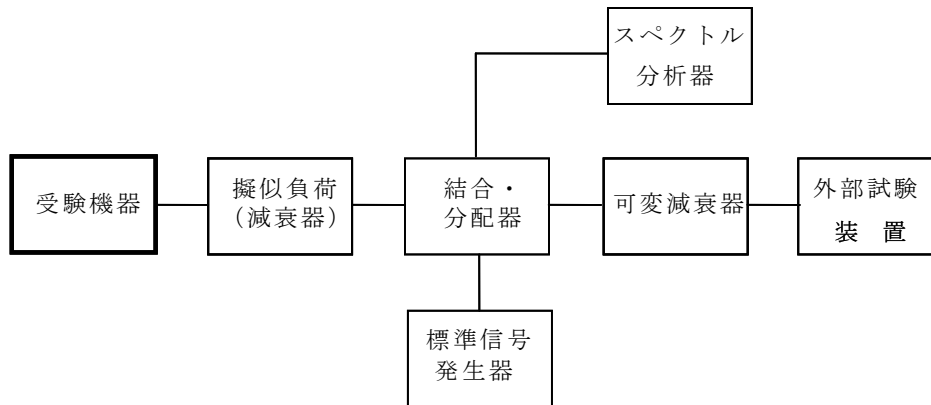 スペクトル
分析器
受験機器
擬似負荷
（減衰器）
結合・
分配器
可変減衰器
外部試験
装 置
標準信号
発生器